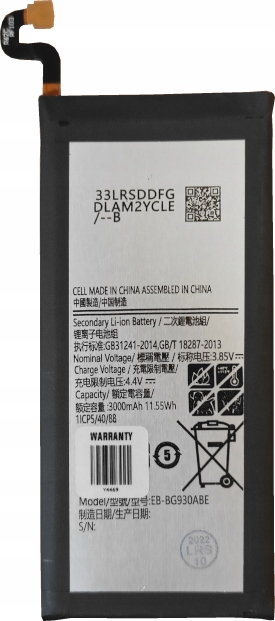 33LRSDDFG
DLAM2YCLE
/--B
CELL MADE IN CHINA ASSEMBLED IN CHINA
中國製造/中国制造
Secondary Li-ion Battery / 二次鋰電池組/
锂离子电池组
执行标准:GB31241-2014,GB/T 18287-2013
Nominal Voltage/ 標稱電壓 / 标称电压:3.85V
Charge Voltage / 充電限制電壓/
充电限制电压: 4.4V
Capacity/ 額定電容量/
额定容量:3000mAh 11.55Wh
1ICP5/40/88
WARRANTY
5
Model/型號/型号:EB-BG930ABE
制造日期/生产日期:
S/N:
2022
LRS
10